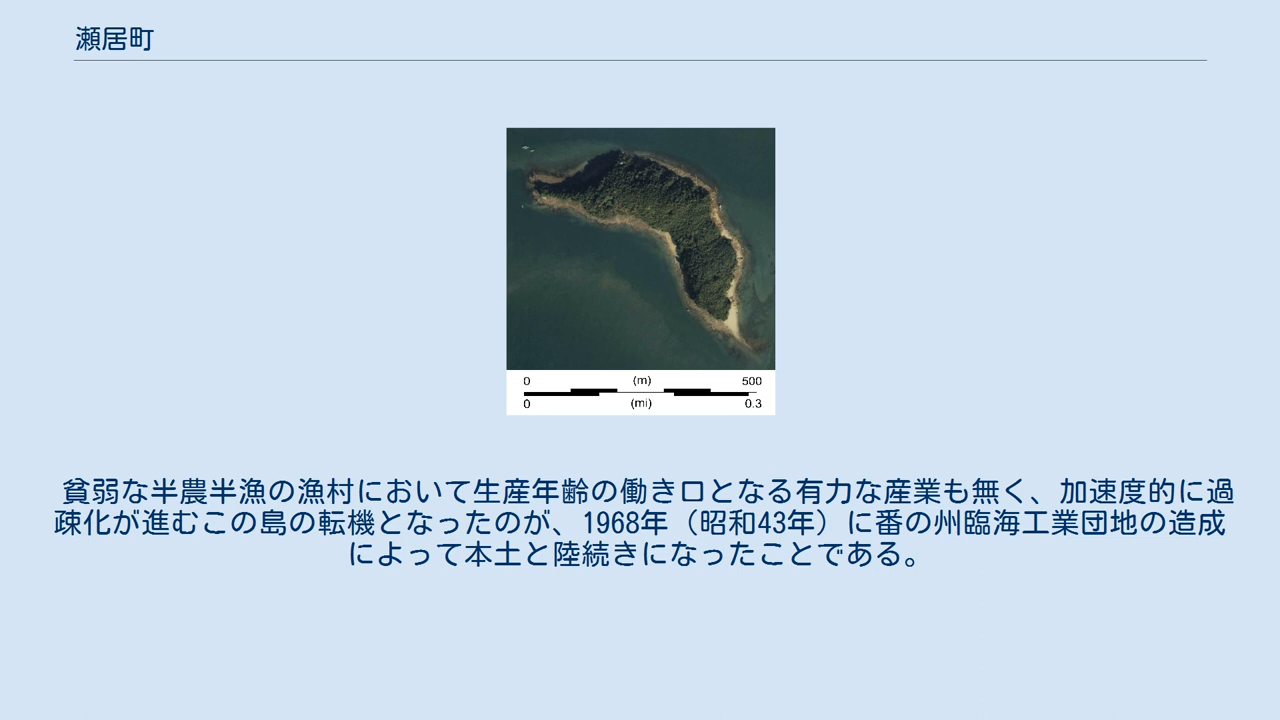 瀬居町
0 (m) 500
0 (mi) 0.3
貧弱な半農半漁の漁村において生産年齢の働き口となる有力な産業も無く、加速度的に過
疎化が進むこの島の転機となったのが、1968年（昭和43年）に番の州臨海工業団地の造成
によって本土と陸続きになったことである。